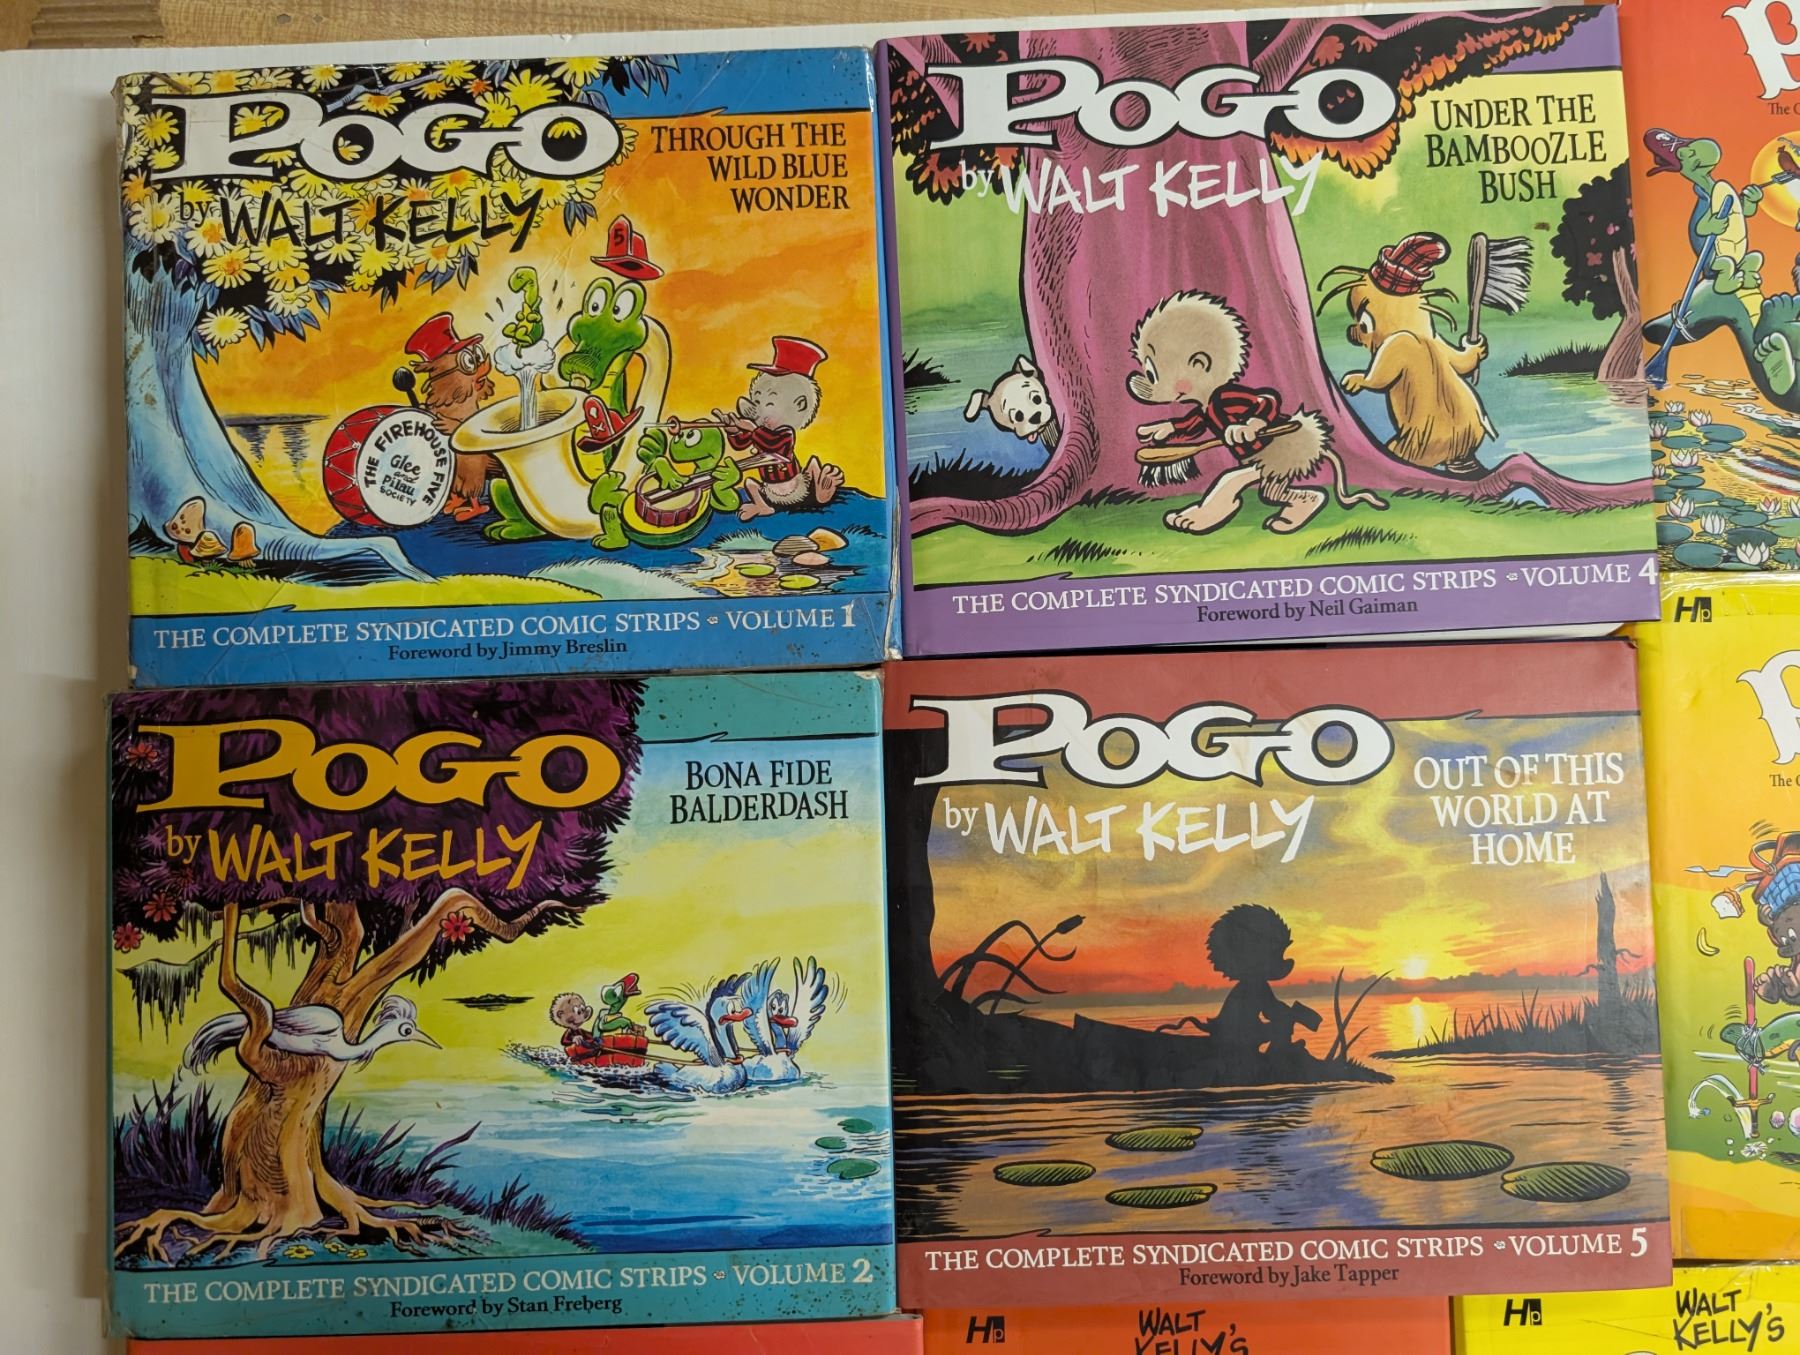 POGO
by WALT KELLY
THROUGH THE
WILD BLUE
WONDER
5
THE FIREHOUSE FIVE
Glee
and
Pilau
SOCIETY
THE COMPLETE SYNDICATED COMIC STRIPS • VOLUME 1
Foreword by Jimmy Breslin
POGO
by WALT KELLY
UNDER THE
BAMBOOZLE
BUSH
THE COMPLETE SYNDICATED COMIC STRIPS • VOLUME 4
Foreword by Neil Gaiman
POGO
by WALT KELLY
BONA FIDE
BALDERDASH
THE COMPLETE SYNDICATED COMIC STRIPS • VOLUME 2
Foreword by Stan Freberg
POGO
by WALT KELLY
OUT OF THIS
WORLD AT
HOME
THE COMPLETE SYNDICATED COMIC STRIPS • VOLUME 5
Foreword by Jake Tapper
The
Hp
The
Hp
WALT
KELLY'S
Hp
WALT
KELLY'S